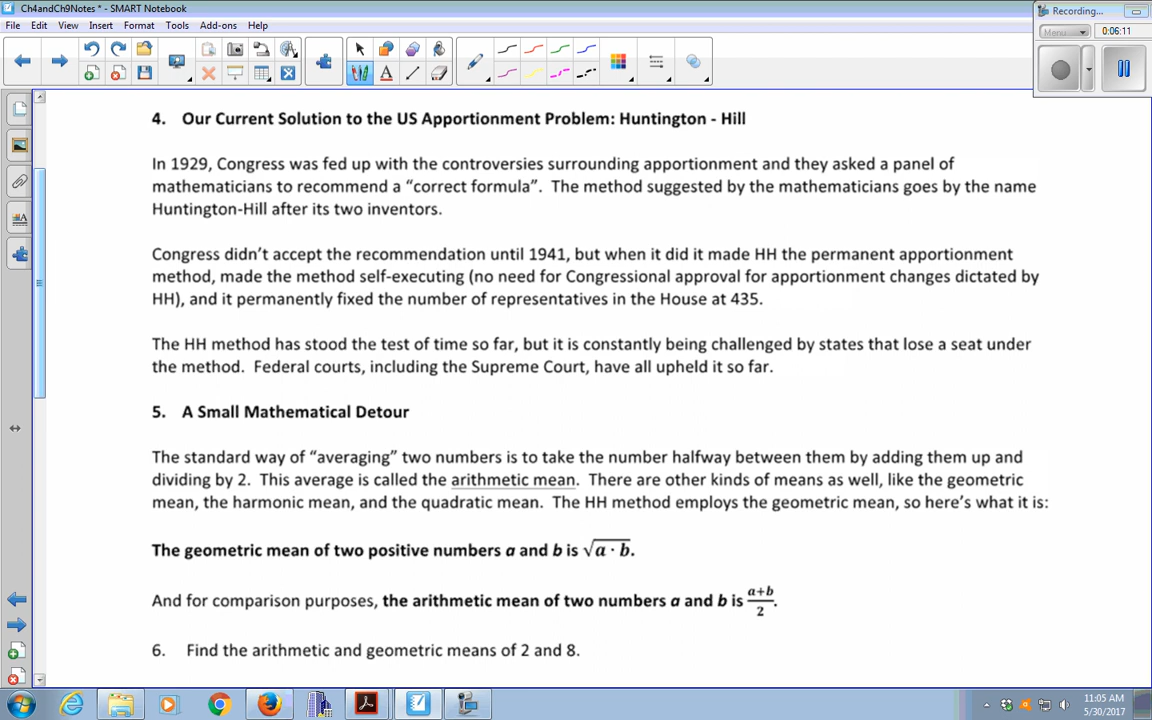 Ch4andCh9Notes * - SMART Notebook
Recording...
File Edit View Insert Format Tools Add-ons Help
Menu
0:06:11
4. Our Current Solution to the US Apportionment Problem: Huntington - Hill
In 1929, Congress was fed up with the controversies surrounding apportionment and they asked a panel of
mathematicians to recommend a “correct formula”. The method suggested by the mathematicians goes by the name
Huntington-Hill after its two inventors.
Congress didn’t accept the recommendation until 1941, but when it did it made HH the permanent apportionment
method, made the method self-executing (no need for Congressional approval for apportionment changes dictated by
HH), and it permanently fixed the number of representatives in the House at 435.
The HH method has stood the test of time so far, but it is constantly being challenged by states that lose a seat under
the method. Federal courts, including the Supreme Court, have all upheld it so far.
5. A Small Mathematical Detour
The standard way of “averaging” two numbers is to take the number halfway between them by adding them up and
dividing by 2. This average is called the arithmetic mean. There are other kinds of means as well, like the geometric
mean, the harmonic mean, and the quadratic mean. The HH method employs the geometric mean, so here’s what it is:
The geometric mean of two positive numbers a and b is √a · b.
And for comparison purposes, the arithmetic mean of two numbers a and b is a+b/2.
6. Find the arithmetic and geometric means of 2 and 8.
11:05 AM
5/30/2017